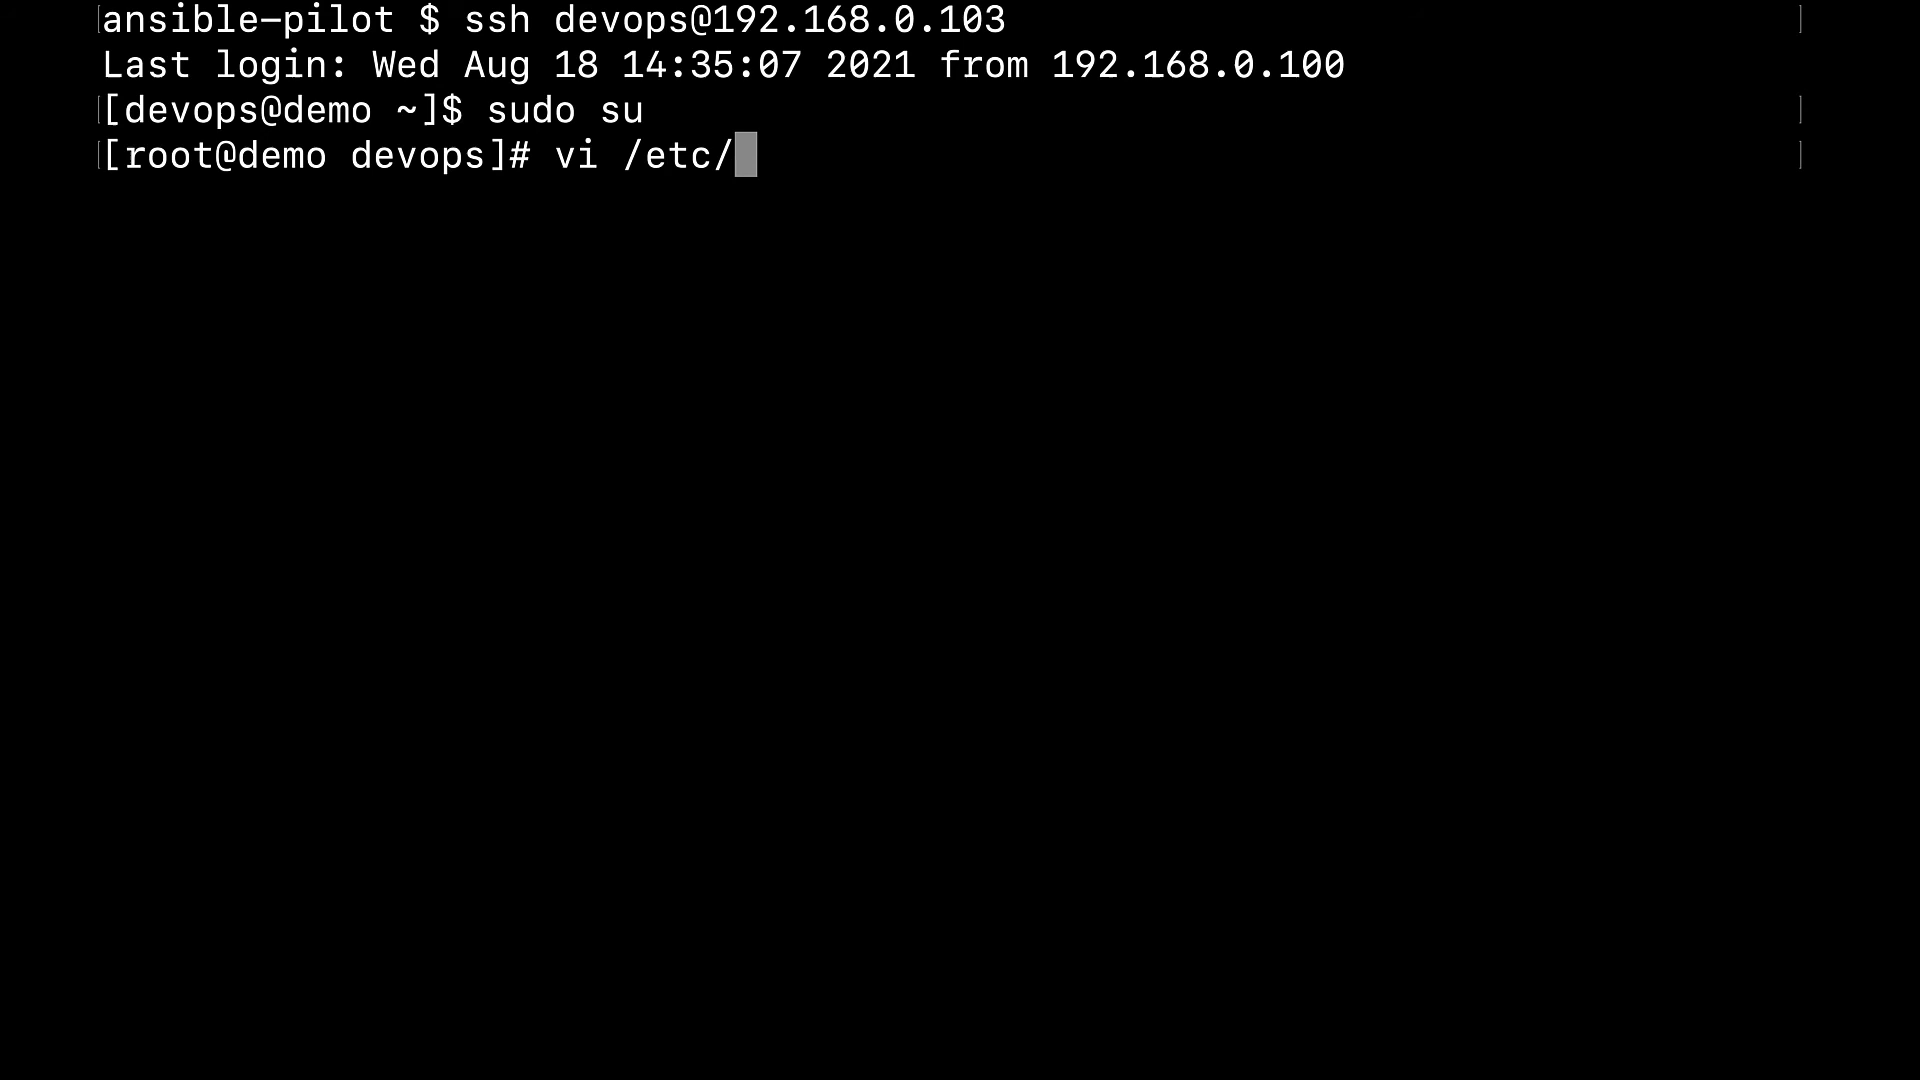 ansible-pilot $ ssh devops@192.168.0.103
Last login: Wed Aug 18 14:35:07 2021 from 192.168.0.100
[devops@demo ~]$ sudo su
[root@demo devops]# vi /etc/